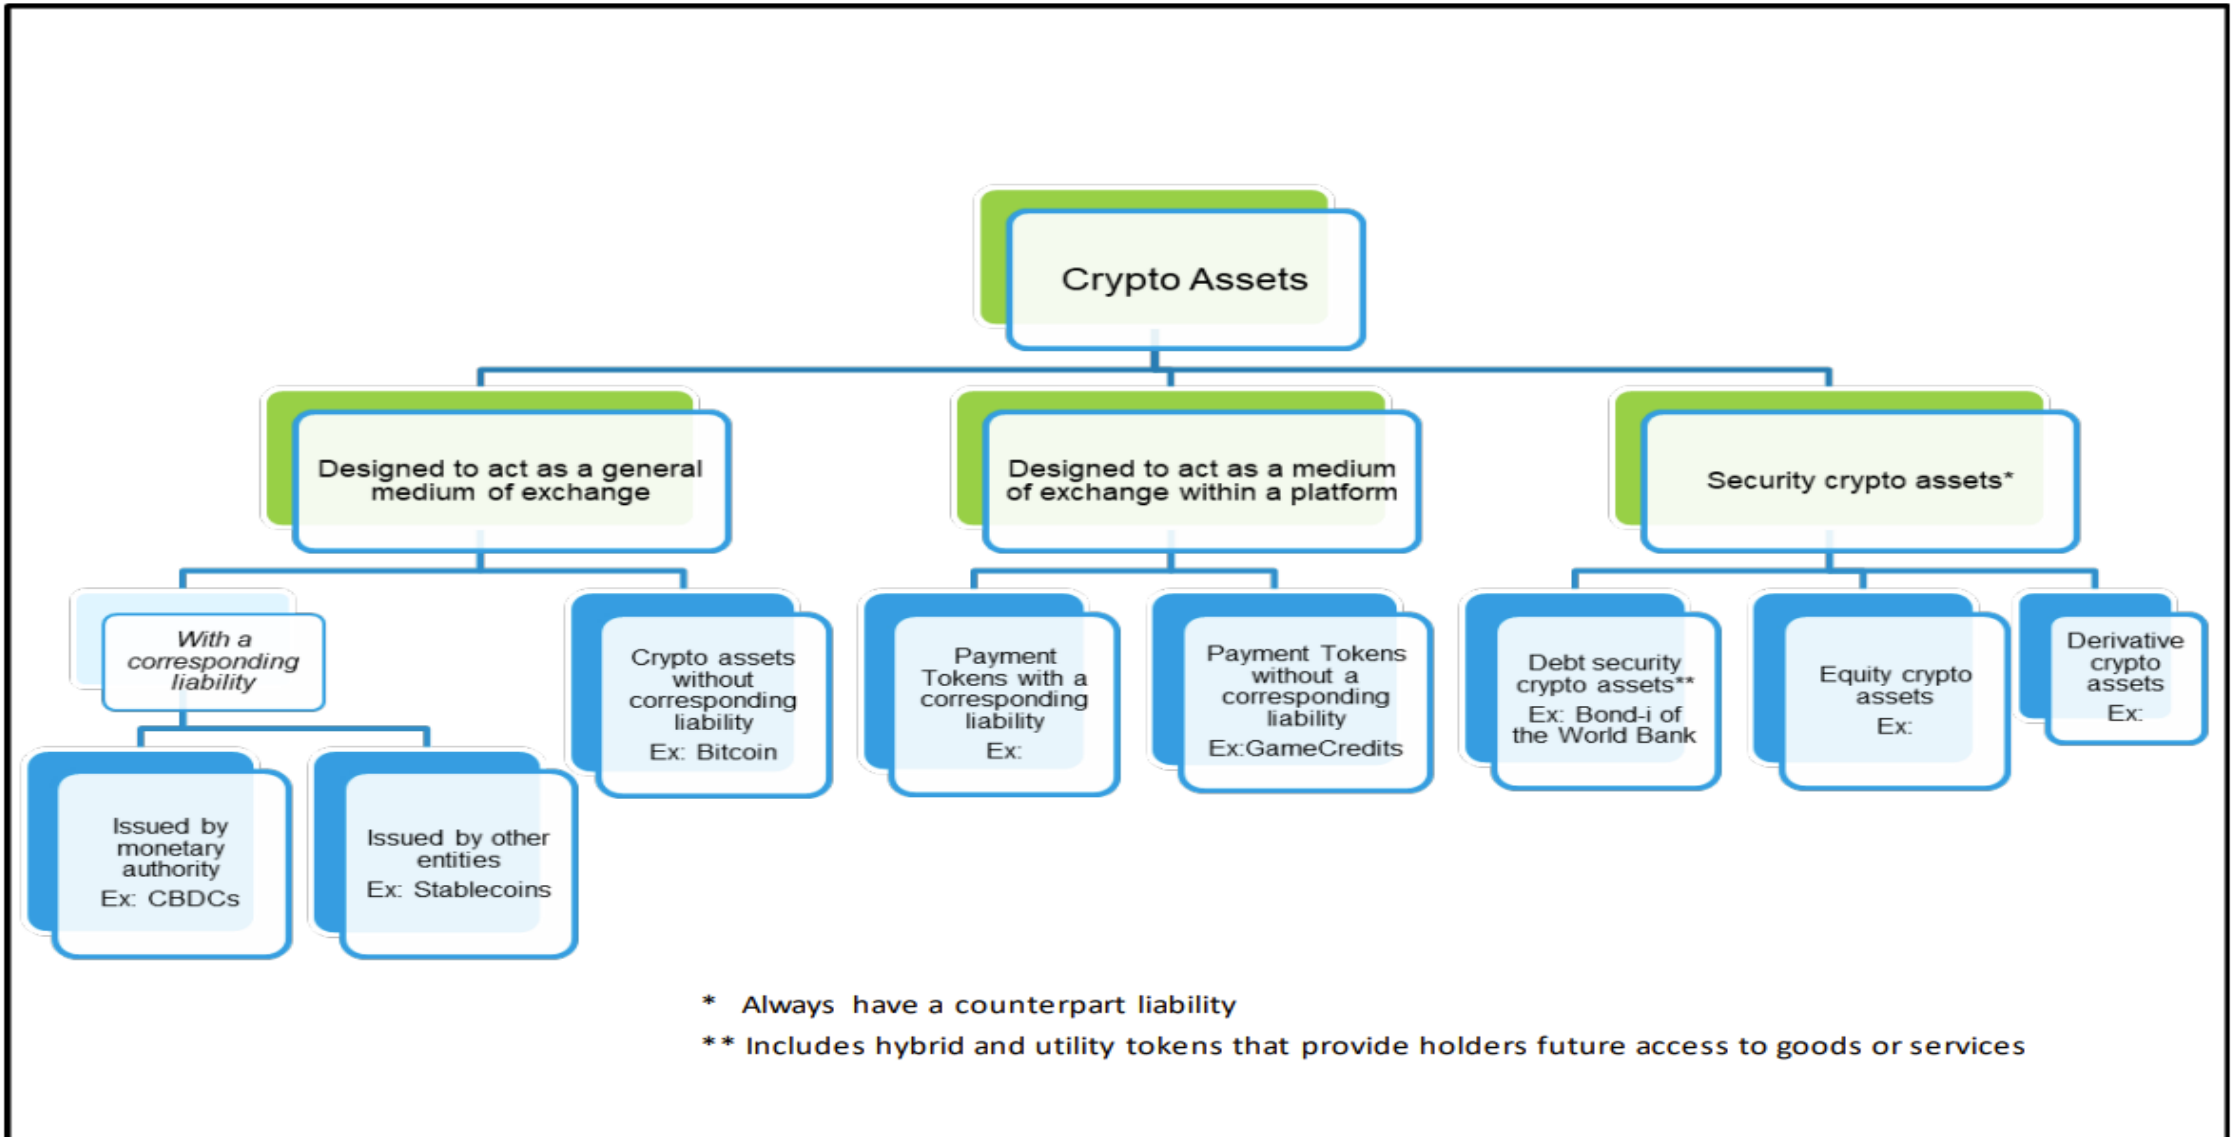 Crypto Assets
Designed to act as a general
medium of exchange
Designed to act as a medium
of exchange within a platform
Security crypto assets*
With a
corresponding
liability
Crypto assets
without
corresponding
liability
Ex: Bitcoin
Payment
Tokens with a
corresponding
liability
Ex:
Payment Tokens
without a
corresponding
liability
Ex:GameCredits
Debt security
crypto assets**
Ex: Bond-i of
the World Bank
Equity crypto
assets
Ex:
Derivative
crypto
assets
Ex:
Issued by
monetary
authority
Ex: CBDCs
Issued by other
entities
Ex: Stablecoins
* Always have a counterpart liability
** Includes hybrid and utility tokens that provide holders future access to goods or services